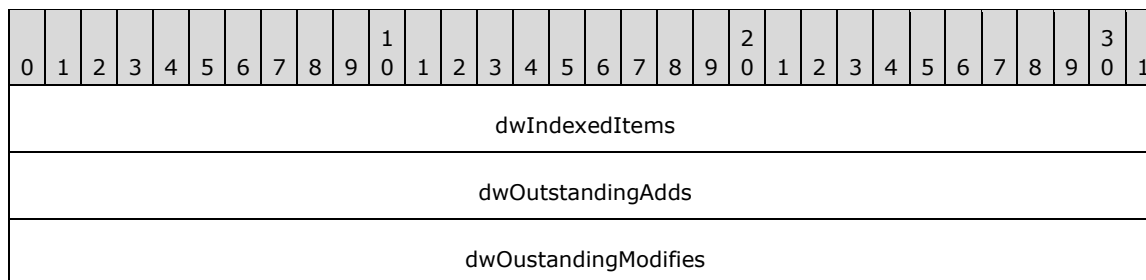 1 2 3
0 1 2 3 4 5 6 7 8 9 0 1 2 3 4 5 6 7 8 9 0 1 2 3 4 5 6 7 8 9 0 1
dwIndexedItems
dwOutstandingAdds
dwOustandingModifies